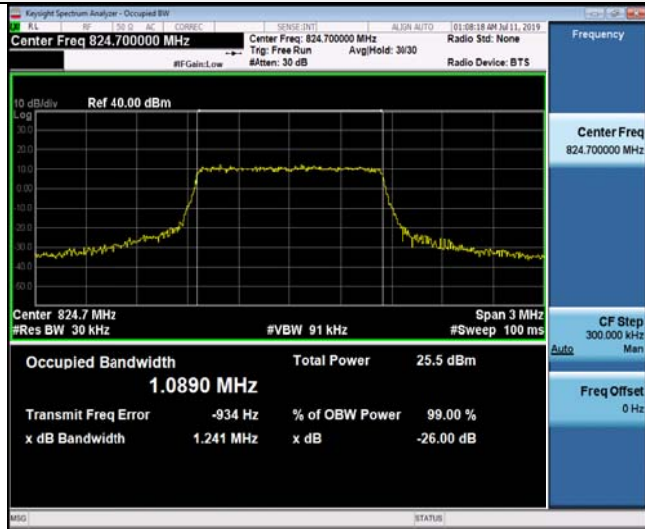 Keysight Spectrum Analyzer - Occupied BW
RL RF 50 Ω AC CORREC SENSE:INT ALIGN AUTO 01:08:18 AM Jul 11, 2019
Center Freq 824.700000 MHz
Center Freq: 824.700000 MHz
Radio Std: None
Trig: Free Run Avg|Hold: 30/30
#IFGain:Low #Atten: 30 dB Radio Device: BTS
Frequency
10 dB/div Ref 40.00 dBm
Log
30.0
20.0
10.0
0.00
-10.0
-20.0
-30.0
-40.0
-50.0
Center Freq
824.700000 MHz
Center 824.7 MHz Span 3 MHz
#Res BW 30 kHz #VBW 91 kHz #Sweep 100 ms
CF Step
300.000 kHz
Auto Man
Occupied Bandwidth Total Power 25.5 dBm
1.0890 MHz
Transmit Freq Error -934 Hz % of OBW Power 99.00 %
x dB Bandwidth 1.241 MHz x dB -26.00 dB
Freq Offset
0 Hz
MSG STATUS